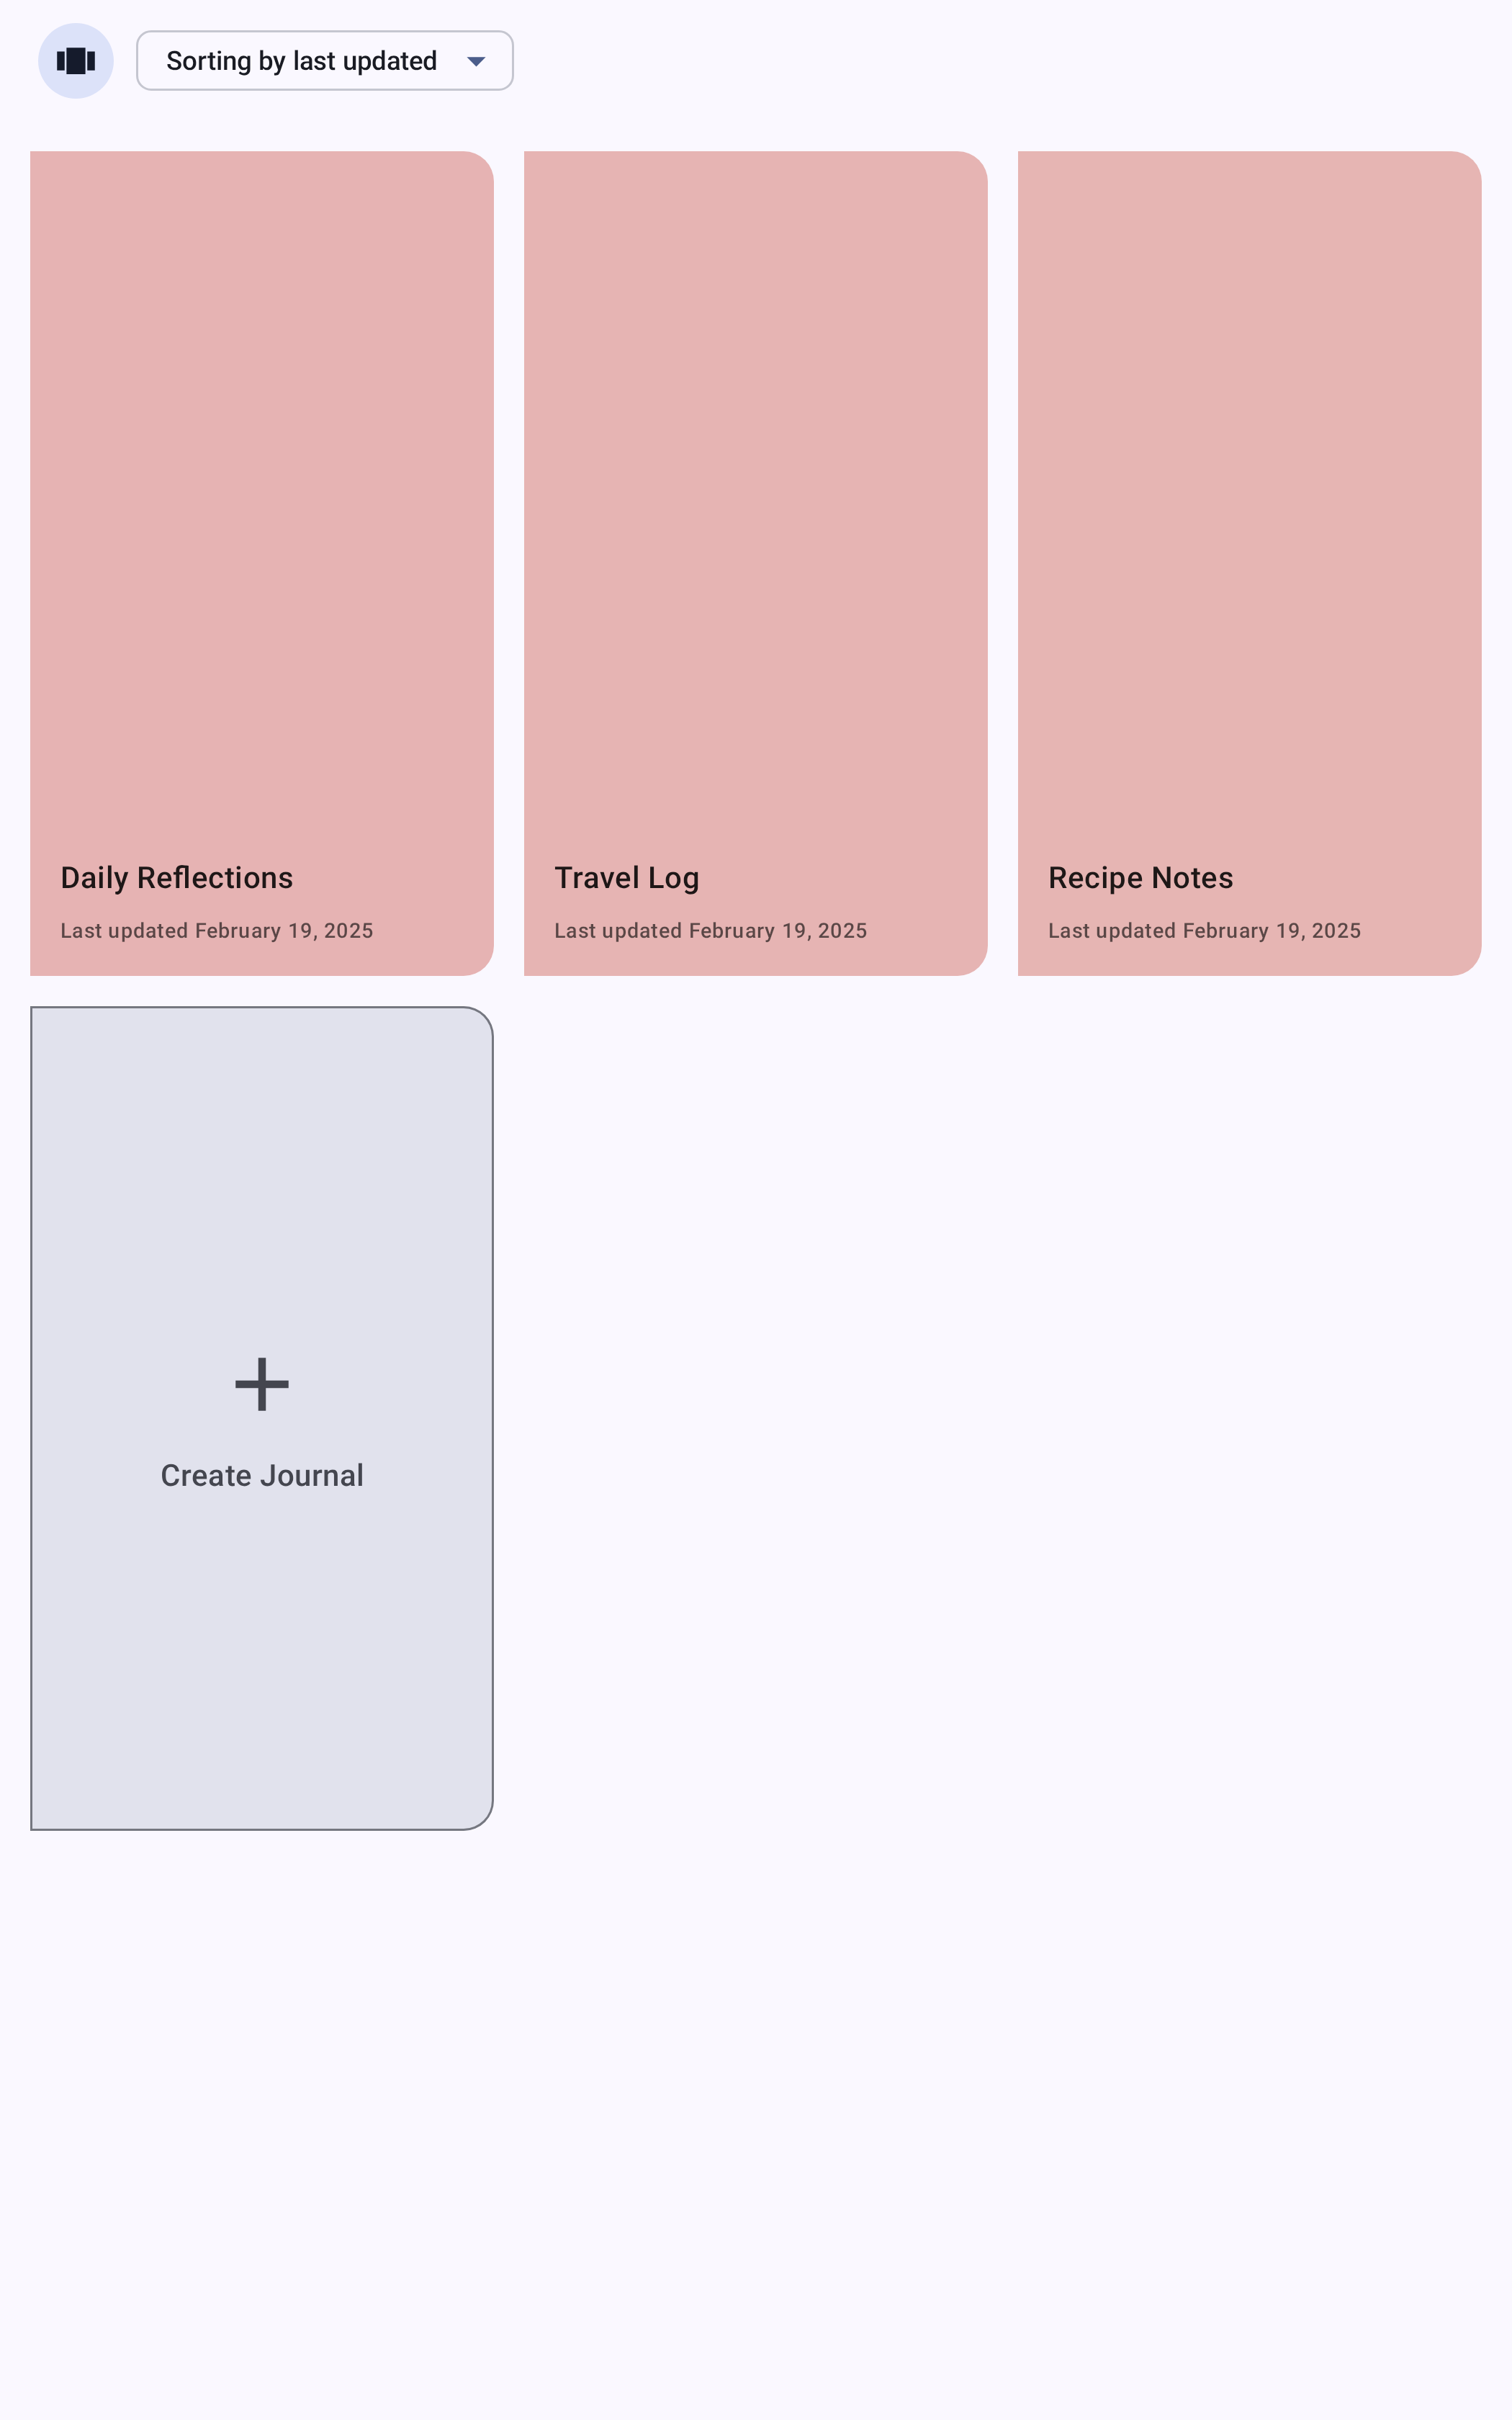 Sorting by last updated
Daily Reflections
Last updated February 19, 2025
Travel Log
Last updated February 19, 2025
Recipe Notes
Last updated February 19, 2025
Create Journal